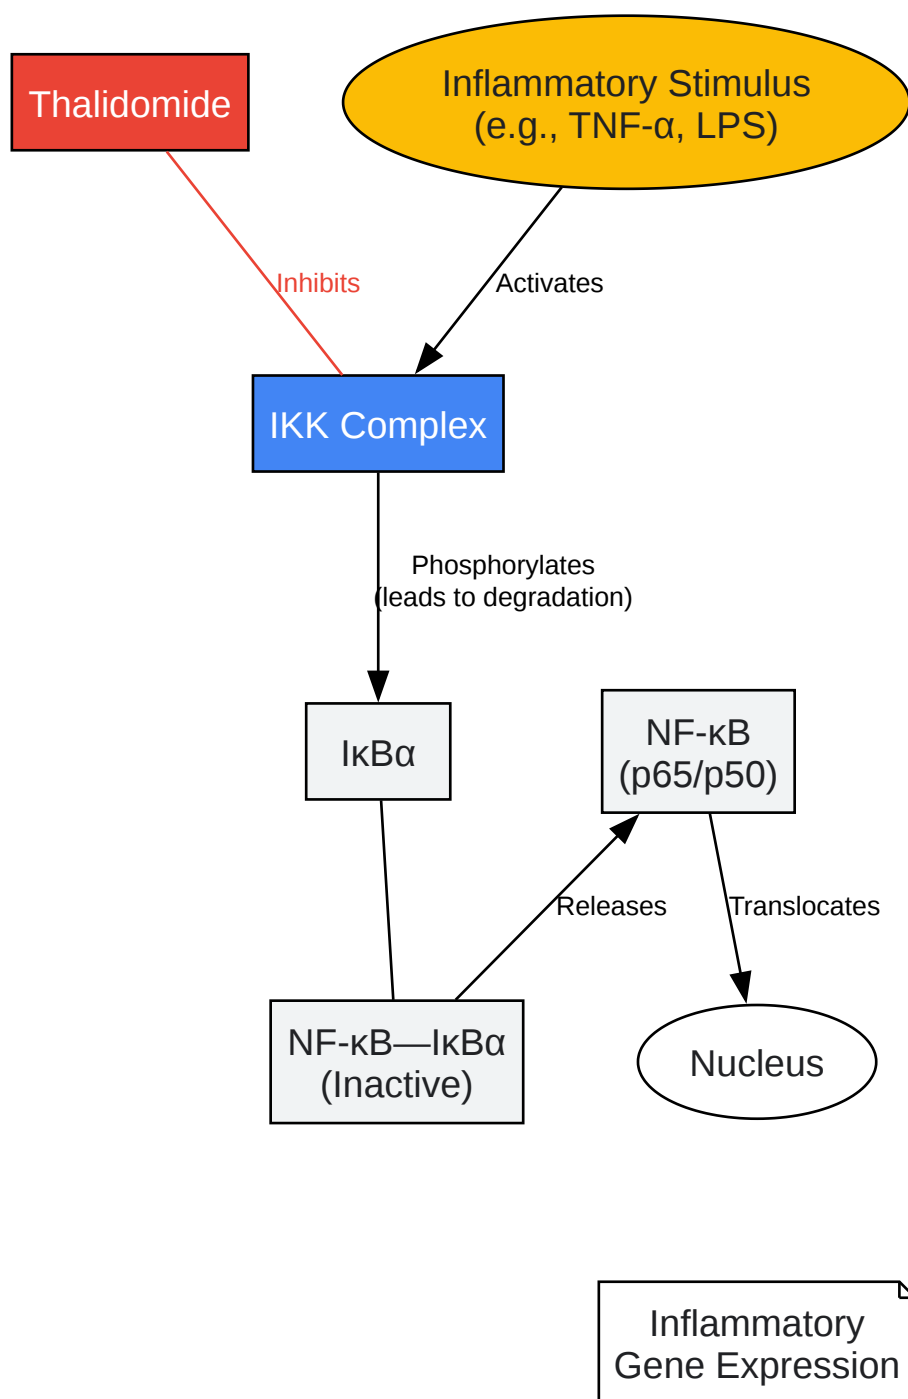 Thalidomide
Inflammatory Stimulus
(e.g., TNF-α, LPS)
Inhibits
Activates
IKK Complex
Phosphorylates
(leads to degradation)
IκBα
NF-κB
(p65/p50)
Releases
Translocates
NF-κB—IκBα
(Inactive)
Nucleus
Inflammatory
Gene Expression